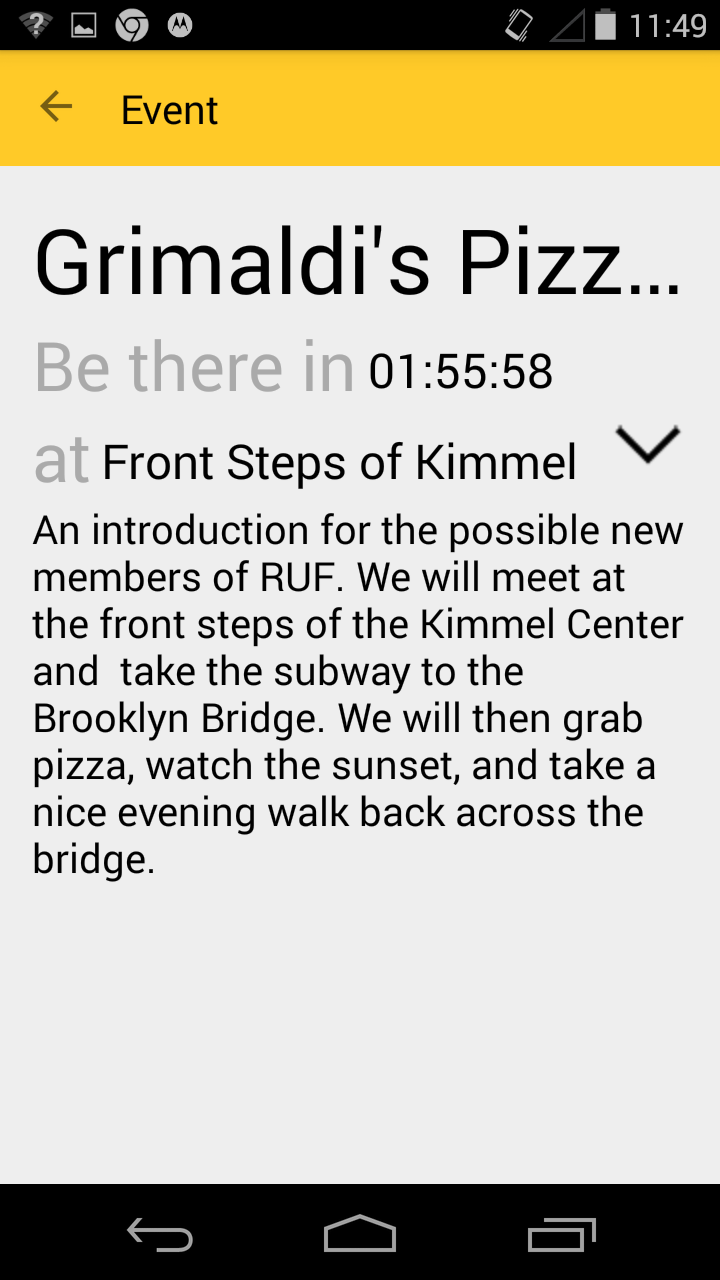 11:49
Event
Grimaldi's Pizz...
Be there in 01:55:58
at Front Steps of Kimmel
An introduction for the possible new
members of RUF. We will meet at
the front steps of the Kimmel Center
and  take the subway to the
Brooklyn Bridge. We will then grab
pizza, watch the sunset, and take a
nice evening walk back across the
bridge.